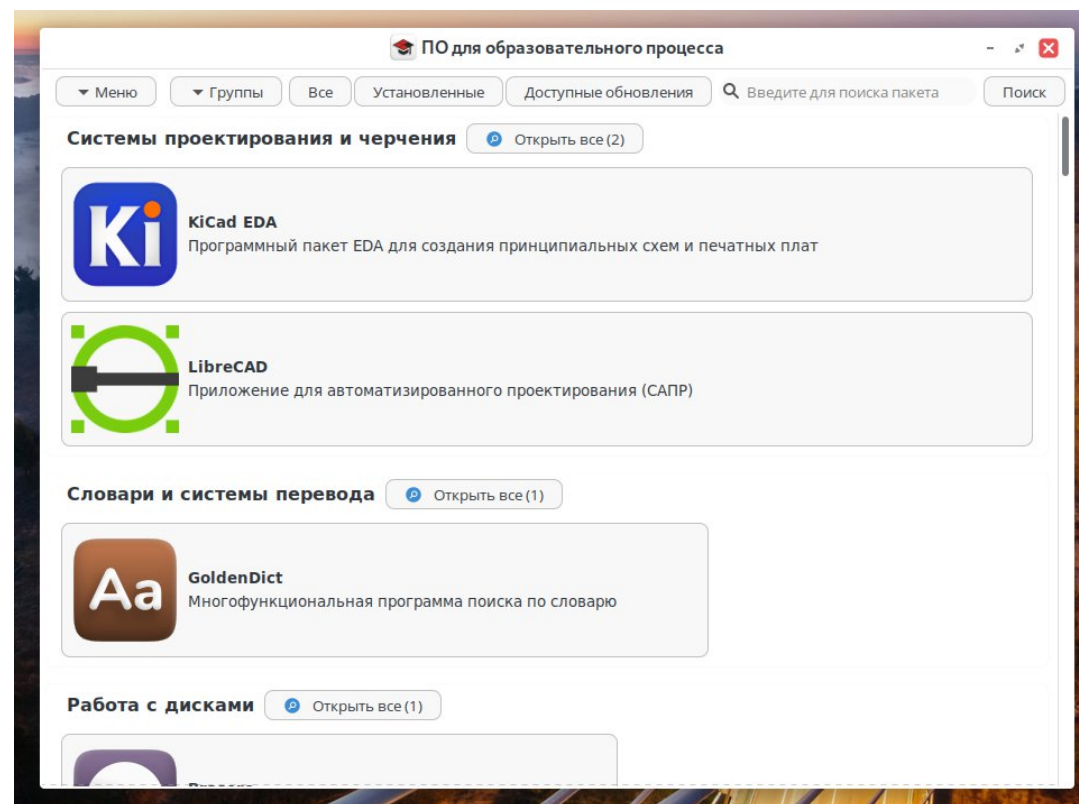 ПО для образовательного процесса
Меню Группы Все Установленные Доступные обновления Введите для поиска пакета Поиск
Системы проектирования и черчения Открыть все (2)
Ki
KiCad EDA
Программный пакет EDA для создания принципиальных схем и печатных плат
LibreCAD
Приложение для автоматизированного проектирования (САПР)
Словари и системы перевода Открыть все (1)
Aa
GoldenDict
Многофункциональная программа поиска по словарю
Работа с дисками Открыть все (1)